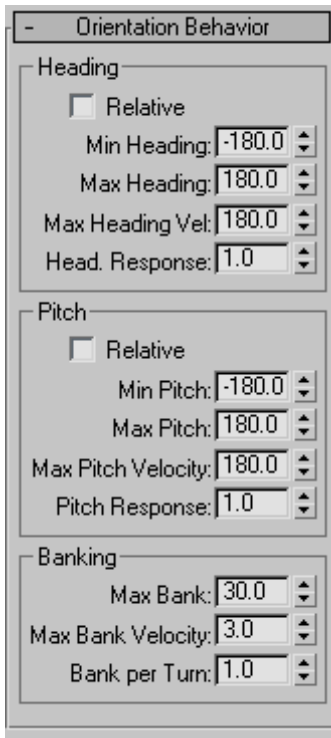 - Orientation Behavior
Heading
Relative
Min Heading: -180.0
Max Heading: 180.0
Max Heading Vel: 180.0
Head. Response: 1.0
Pitch
Relative
Min Pitch: -180.0
Max Pitch: 180.0
Max Pitch Velocity: 180.0
Pitch Response: 1.0
Banking
Max Bank: 30.0
Max Bank Velocity: 3.0
Bank per Turn: 1.0